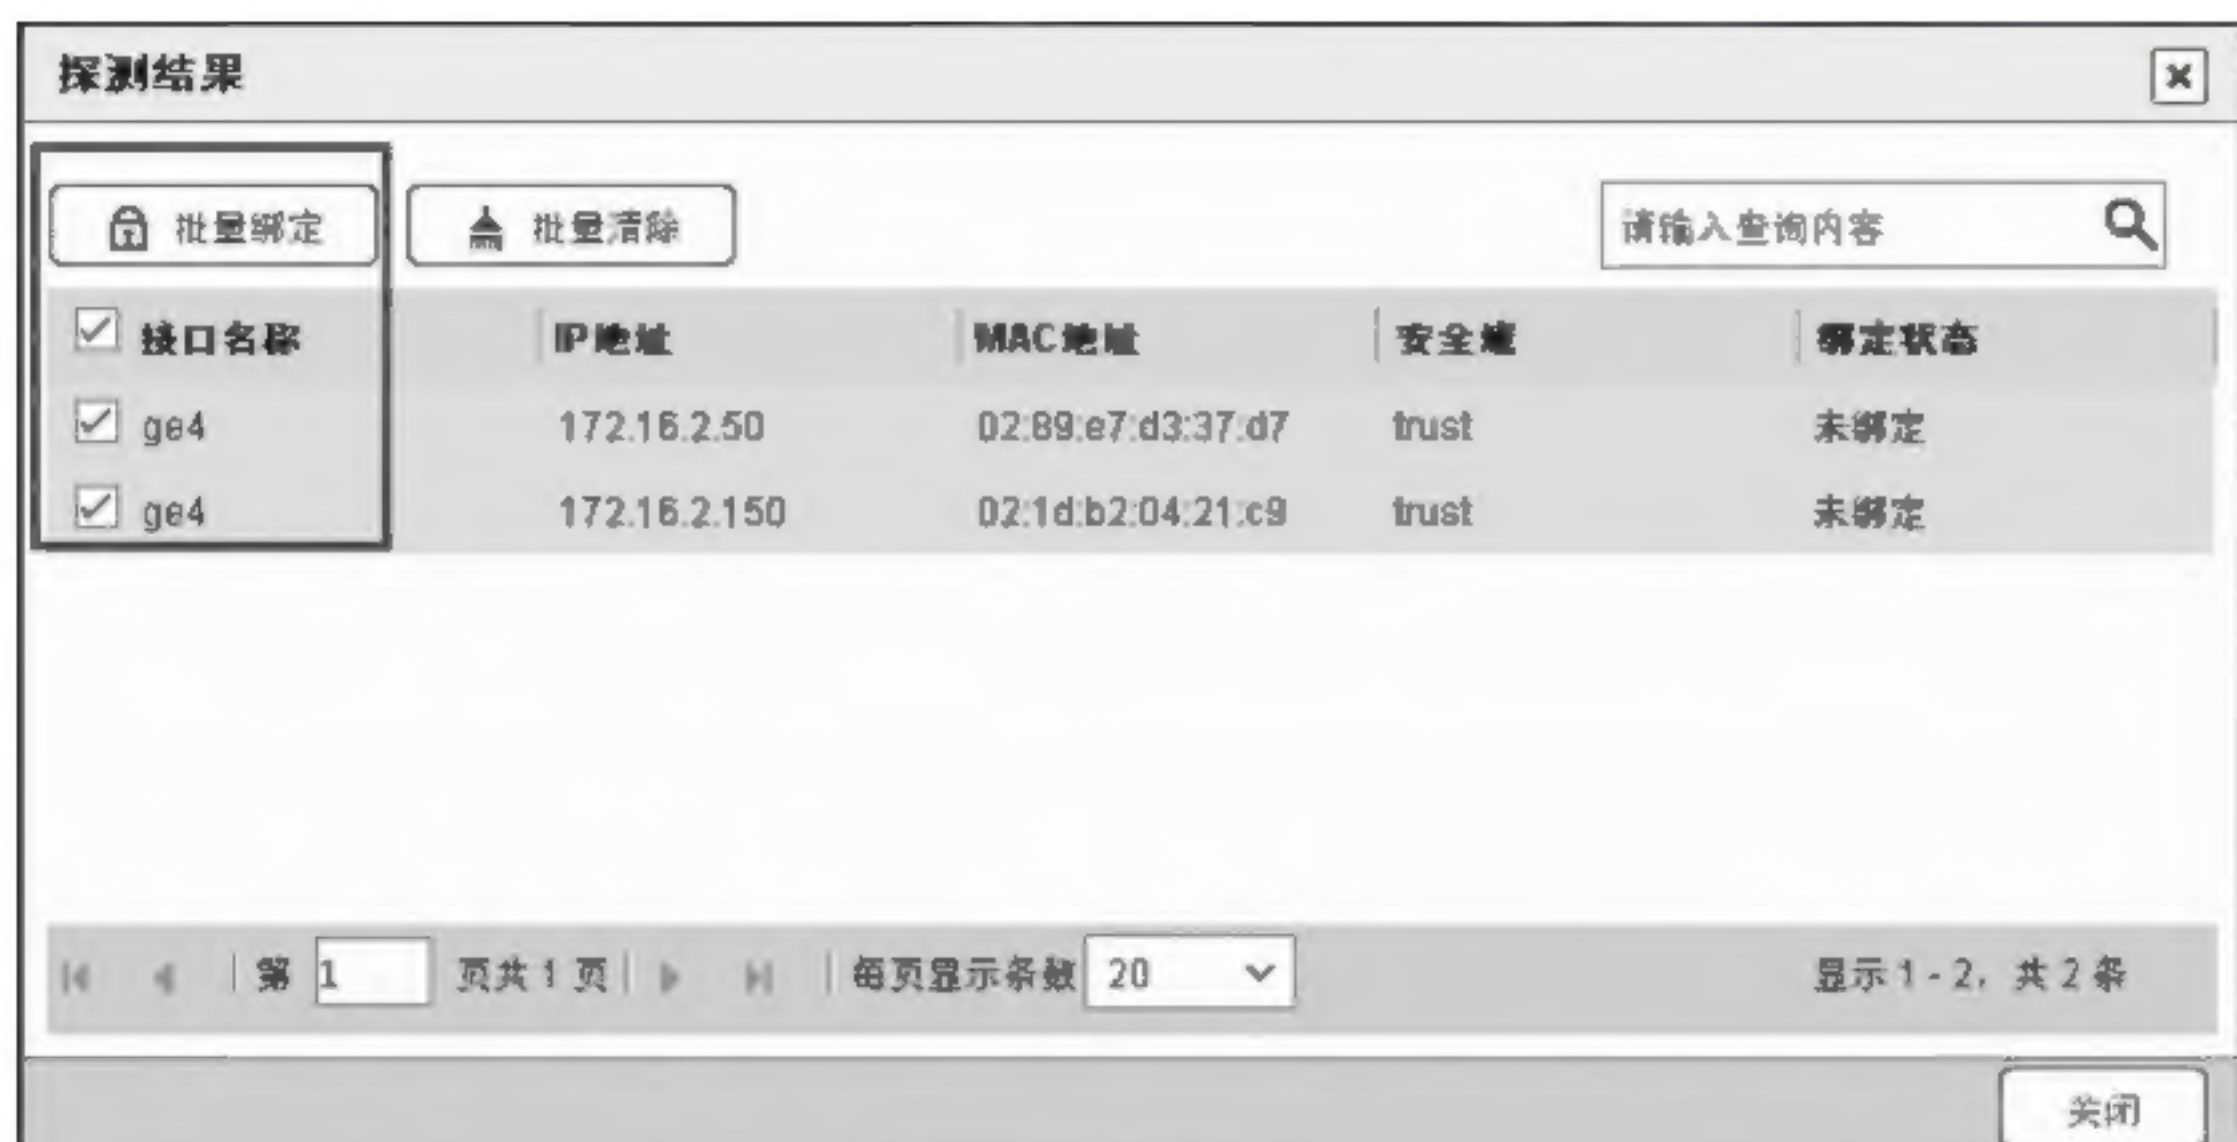 探测结果
批量绑定 批量清除 请输入查询内容
接口名称 IP地址 MAC地址 安全域 绑定状态
ge4 172.16.2.50 02:89:e7:d3:37:d7 trust 未绑定
ge4 172.16.2.150 02:1d:b2:04:21:c9 trust 未绑定
第 1 页共 1 页 每页显示条数 20 显示 1 - 2, 共 2 条
关闭